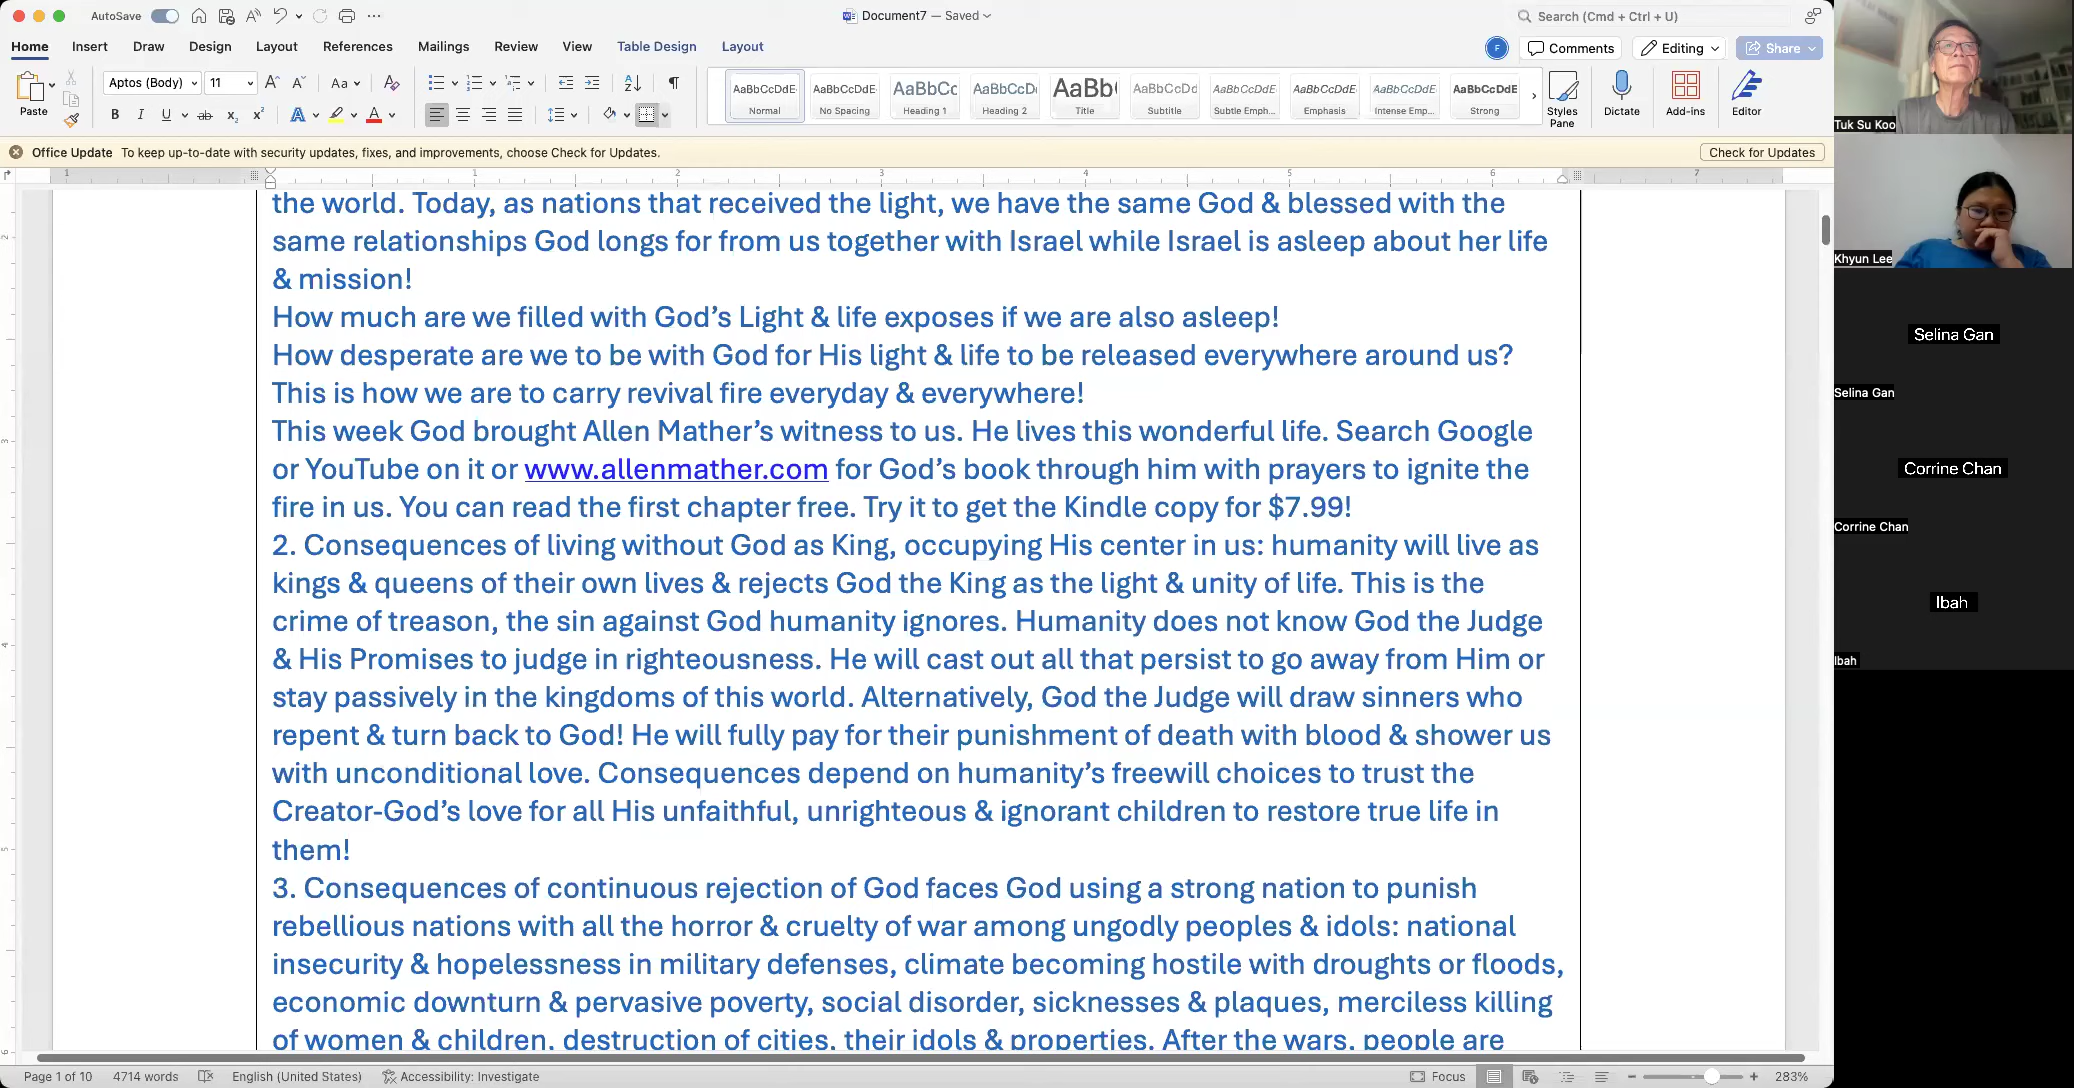 AutoSave
Document7 — Saved
Search (Cmd + Ctrl + U)
Home Insert Draw Design Layout References Mailings Review View Table Design Layout
F Comments Editing Share
Paste
Aptos (Body) 11
AaBbCcDdE Normal
AaBbCcDdE No Spacing
AaBbCc Heading 1
AaBbCcDc Heading 2
AaBb Title
AaBbCcDd Subtitle
AaBbCcDdE Subtle Emph...
AaBbCcDdE Emphasis
AaBbCcDdE Intense Emp...
AaBbCcDdE Strong
Styles Pane
Dictate
Add-ins
Editor
Office Update To keep up-to-date with security updates, fixes, and improvements, choose Check for Updates.
Check for Updates
the world. Today, as nations that received the light, we have the same God & blessed with the
same relationships God longs for from us together with Israel while Israel is asleep about her life
& mission!
How much are we filled with God’s Light & life exposes if we are also asleep!
How desperate are we to be with God for His light & life to be released everywhere around us?
This is how we are to carry revival fire everyday & everywhere!
This week God brought Allen Mather’s witness to us. He lives this wonderful life. Search Google
or YouTube on it or www.allenmather.com for God’s book through him with prayers to ignite the
fire in us. You can read the first chapter free. Try it to get the Kindle copy for $7.99!
2. Consequences of living without God as King, occupying His center in us: humanity will live as
kings & queens of their own lives & rejects God the King as the light & unity of life. This is the
crime of treason, the sin against God humanity ignores. Humanity does not know God the Judge
& His Promises to judge in righteousness. He will cast out all that persist to go away from Him or
stay passively in the kingdoms of this world. Alternatively, God the Judge will draw sinners who
repent & turn back to God! He will fully pay for their punishment of death with blood & shower us
with unconditional love. Consequences depend on humanity’s freewill choices to trust the
Creator-God’s love for all His unfaithful, unrighteous & ignorant children to restore true life in
them!
3. Consequences of continuous rejection of God faces God using a strong nation to punish
rebellious nations with all the horror & cruelty of war among ungodly peoples & idols: national
insecurity & hopelessness in military defenses, climate becoming hostile with droughts or floods,
economic downturn & pervasive poverty, social disorder, sicknesses & plaques, merciless killing
of women & children, destruction of cities, their idols & properties. After the wars, people are
Page 1 of 10 4714 words English (United States) Accessibility: Investigate
Focus 283%
Tuk Su Koo
Khyun Lee
Selina Gan
Selina Gan
Corrine Chan
Corrine Chan
Ibah
Ibah